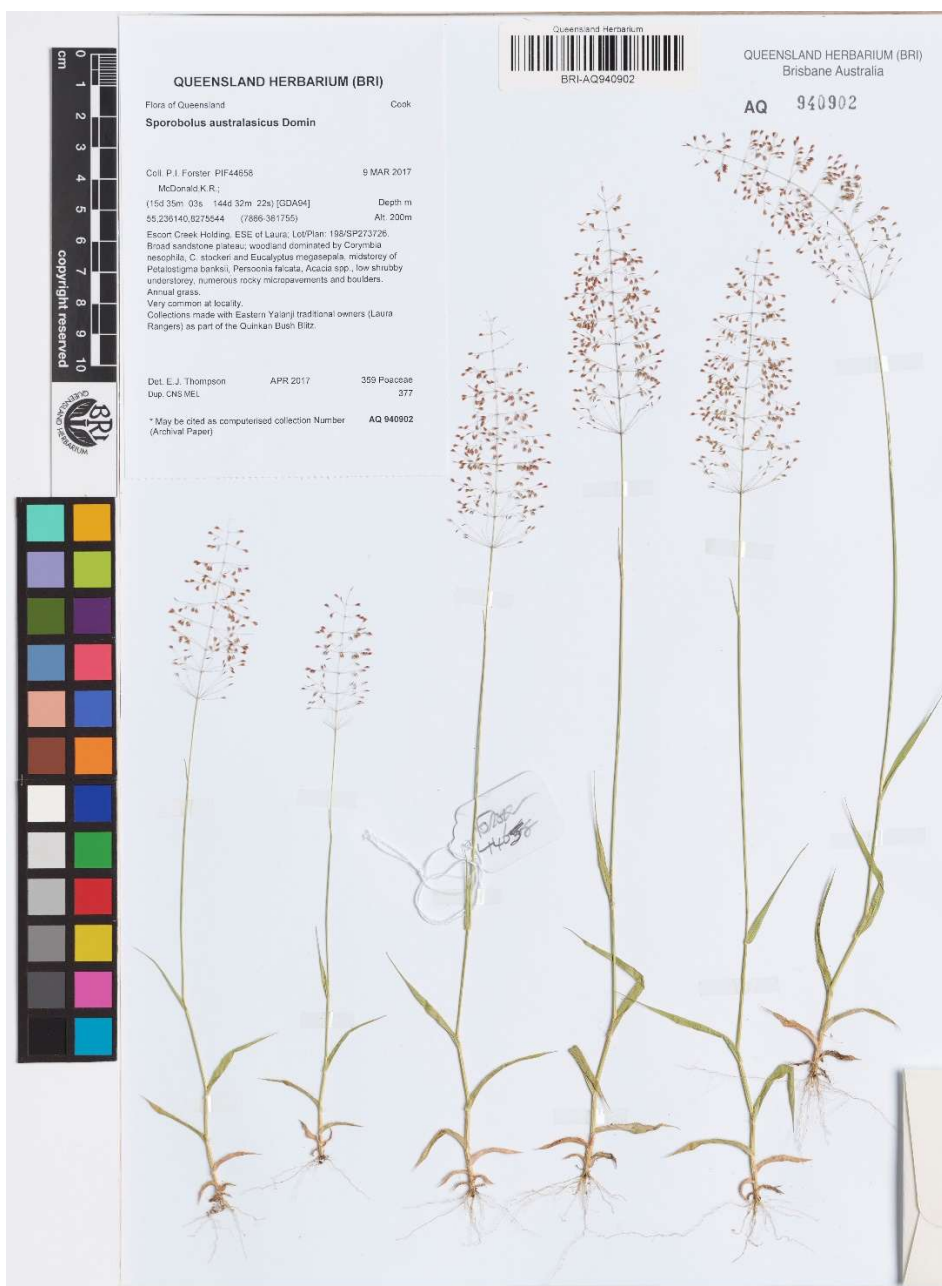 Queensland Herbarium
BRI-AQ940902
QUEENSLAND HERBARIUM (BRI)
Brisbane Australia
AQ 940902
cm
0
1
2
3
4
5
6
7
8
9
10
copyright reserved
BRI
QUEENSLAND HERBARIUM
QUEENSLAND HERBARIUM (BRI)
Flora of Queensland Cook
Sporobolus australasicus Domin
Coll. P.I. Forster PIF44658 9 MAR 2017
McDonald,K.R.;
(15d 35m 03s 144d 32m 22s) [GDA94] Depth m
55,236140,8275544 (7866-361755) Alt. 200m
Escort Creek Holding, ESE of Laura; Lot/Plan: 198/SP273726.
Broad sandstone plateau; woodland dominated by Corymbia
nesophila, C. stockeri and Eucalyptus megasepala, midstorey of
Petalostigma banksii, Persoonia falcata, Acacia spp., low shrubby
understorey, numerous rocky micropavements and boulders.
Annual grass.
Very common at locality.
Collections made with Eastern Yalanji traditional owners (Laura
Rangers) as part of the Quinkan Bush Blitz.
Det. E.J. Thompson APR 2017 359 Poaceae
Dup. CNS MEL 377
* May be cited as computerised collection Number AQ 940902
(Archival Paper)
Forster
44658